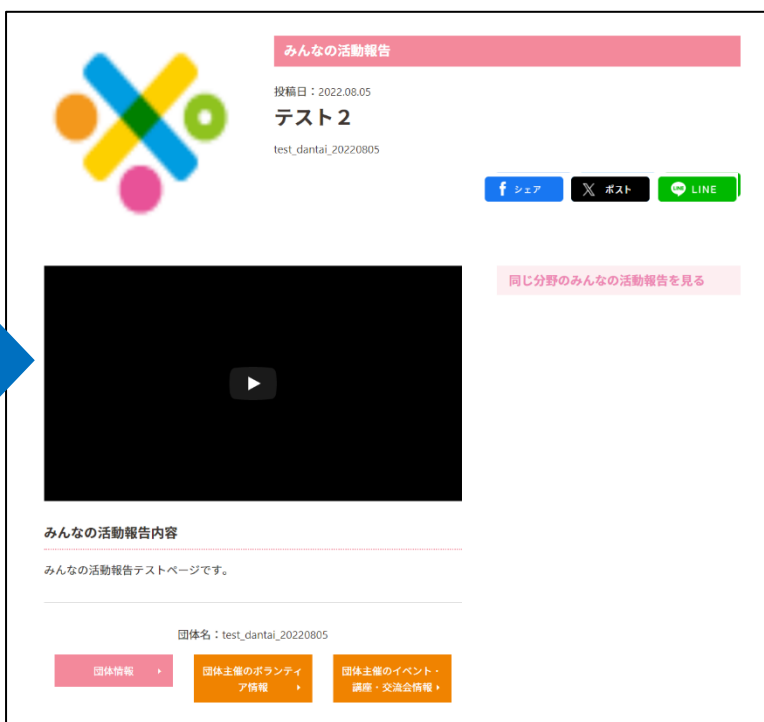 みんなの活動報告
投稿日：2022.08.05
テスト２
test_dantai_20220805
シェア
ポスト
LINE
同じ分野のみんなの活動報告を見る
みんなの活動報告内容
みんなの活動報告テストページです。
団体名：test_dantai_20220805
団体情報
団体主催のボランティ
ア情報
団体主催のイベント・
講座・交流会情報